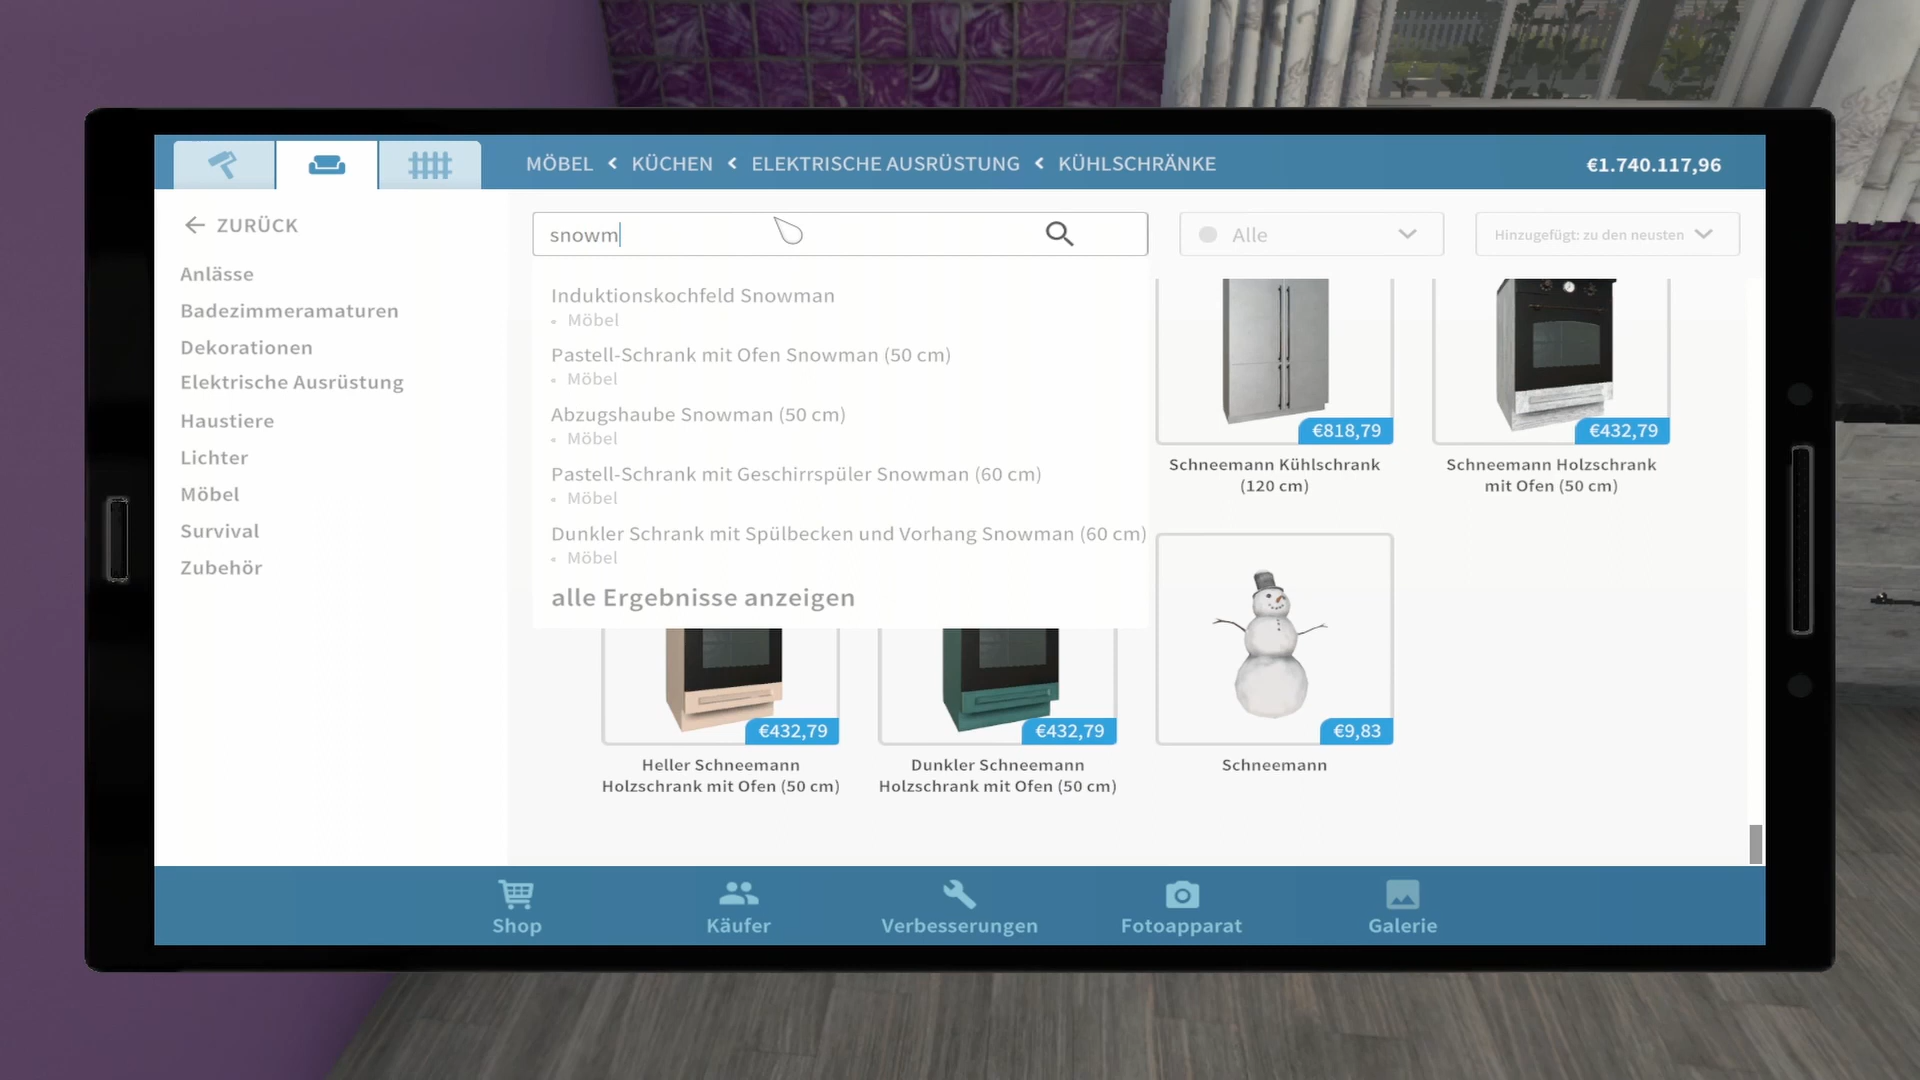 MÖBEL < KÜCHEN < ELEKTRISCHE AUSRÜSTUNG < KÜHLSCHRÄNKE
€1.740.117,96
← ZURÜCK
Anlässe
Badezimmeramaturen
Dekorationen
Elektrische Ausrüstung
Haustiere
Lichter
Möbel
Survival
Zubehör
snowm
Alle
Hinzugefügt: zu den neusten
Induktionskochfeld Snowman
• Möbel
Pastell-Schrank mit Ofen Snowman (50 cm)
• Möbel
Abzugshaube Snowman (50 cm)
• Möbel
Pastell-Schrank mit Geschirrspüler Snowman (60 cm)
• Möbel
Dunkler Schrank mit Spülbecken und Vorhang Snowman (60 cm)
• Möbel
alle Ergebnisse anzeigen
€818,79
Schneemann Kühlschrank
(120 cm)
€432,79
Schneemann Holzschrank
mit Ofen (50 cm)
€432,79
Heller Schneemann
Holzschrank mit Ofen (50 cm)
€432,79
Dunkler Schneemann
Holzschrank mit Ofen (50 cm)
€9,83
Schneemann
Shop
Käufer
Verbesserungen
Fotoapparat
Galerie